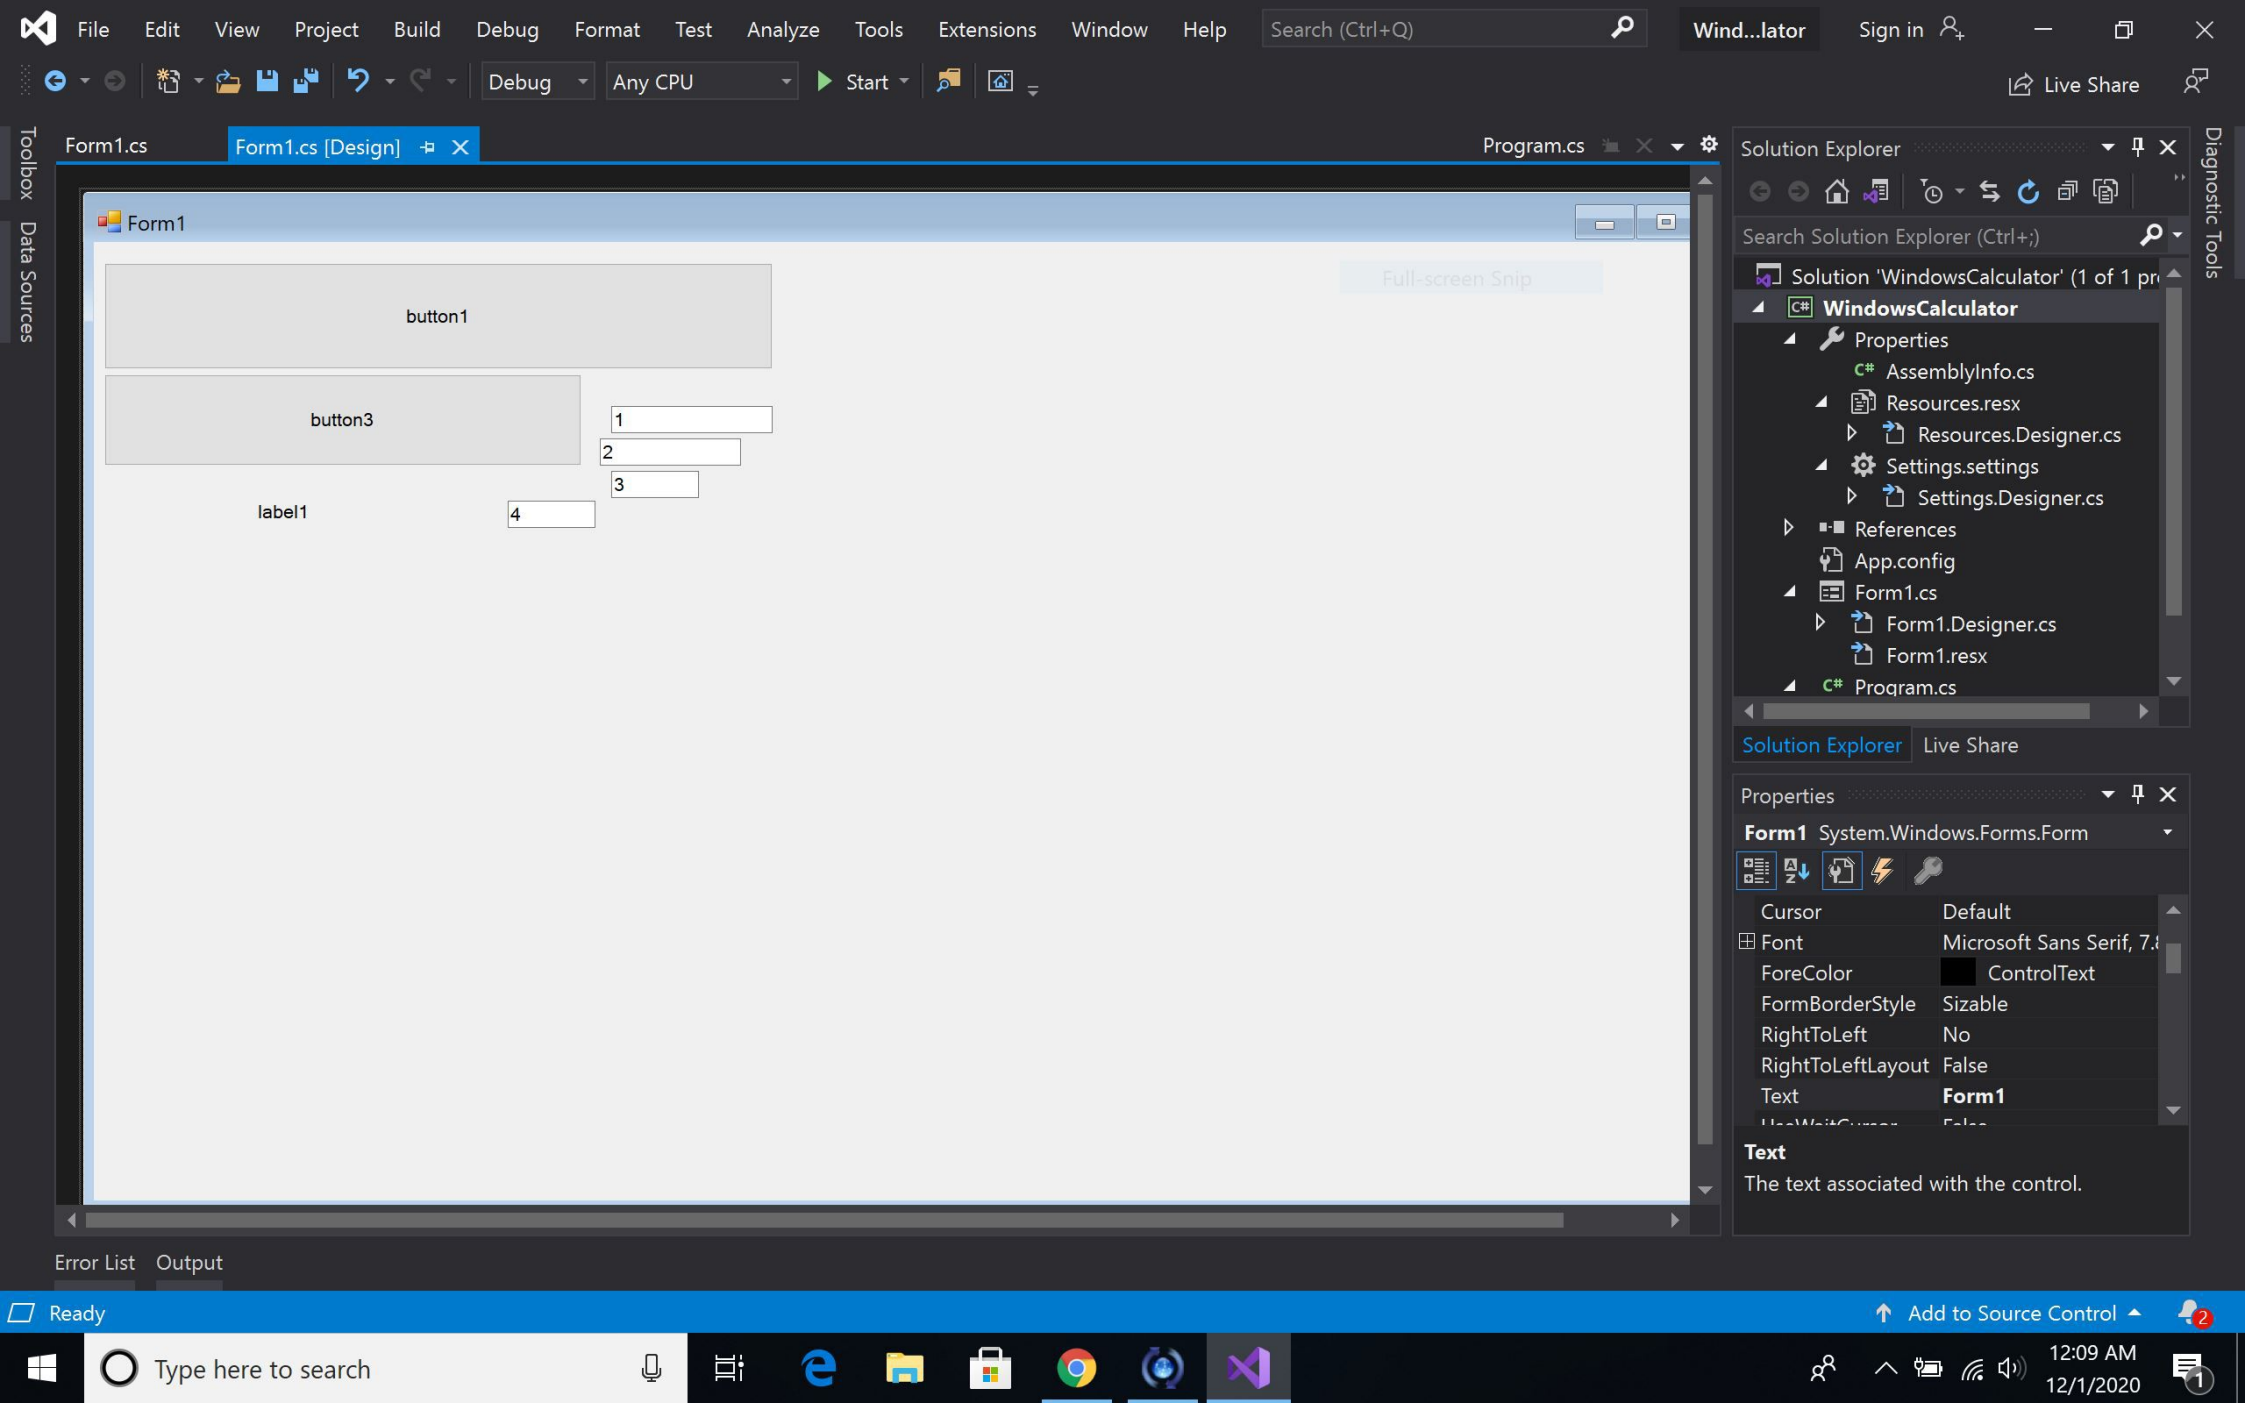 File Edit View Project Build Debug Format Test Analyze Tools Extensions Window Help Search (Ctrl+Q) Wind...lator Sign in
Debug Any CPU Start Live Share
Toolbox
Data Sources
Form1.cs Form1.cs [Design] Program.cs
Form1
Full-screen Snip
button1
button3
1
2
3
label1 4
Solution Explorer
Search Solution Explorer (Ctrl+;)
Solution 'WindowsCalculator' (1 of 1 pr
C# WindowsCalculator
Properties
C# AssemblyInfo.cs
Resources.resx
Resources.Designer.cs
Settings.settings
Settings.Designer.cs
References
App.config
Form1.cs
Form1.Designer.cs
Form1.resx
C# Program.cs
Solution Explorer Live Share
Diagnostic Tools
Properties
Form1 System.Windows.Forms.Form
Cursor Default
Font Microsoft Sans Serif, 7.8
ForeColor ControlText
FormBorderStyle Sizable
RightToLeft No
RightToLeftLayout False
Text Form1
UseWaitCursor False
Text
The text associated with the control.
Error List Output
Ready Add to Source Control 2
Type here to search
12:09 AM
12/1/2020
1